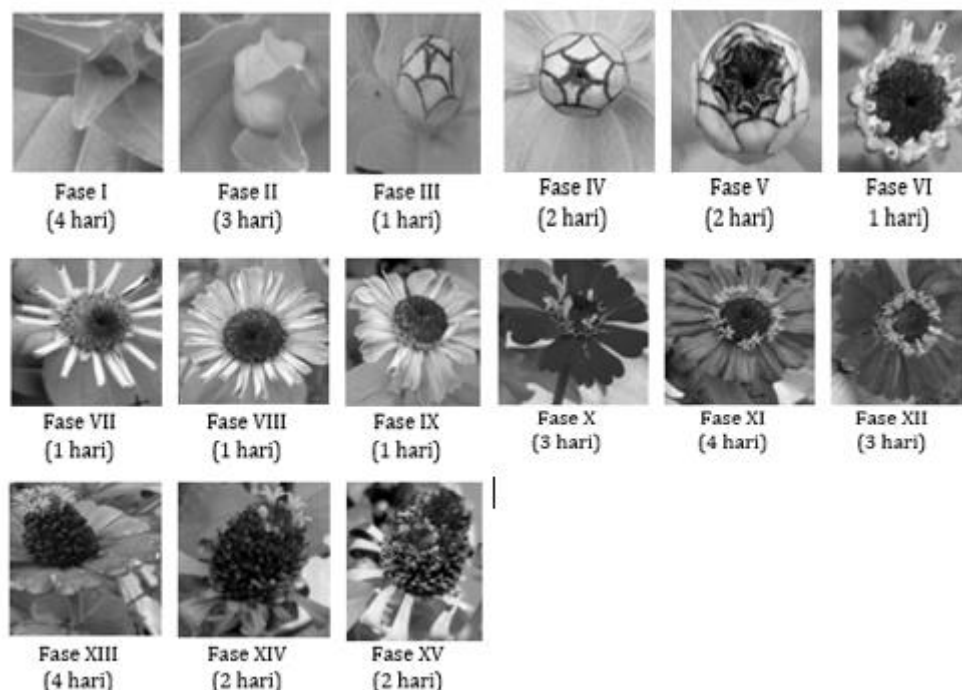 Fase I
(4 hari)
Fase II
(3 hari)
Fase III
(1 hari)
Fase IV
(2 hari)
Fase V
(2 hari)
Fase VI
1 hari)
Fase VII
(1 hari)
Fase VIII
(1 hari)
Fase IX
(1 hari)
Fase X
(3 hari)
Fase XI
(4 hari)
Fase XII
(3 hari)
Fase XIII
(4 hari)
Fase XIV
(2 hari)
Fase XV
(2 hari)